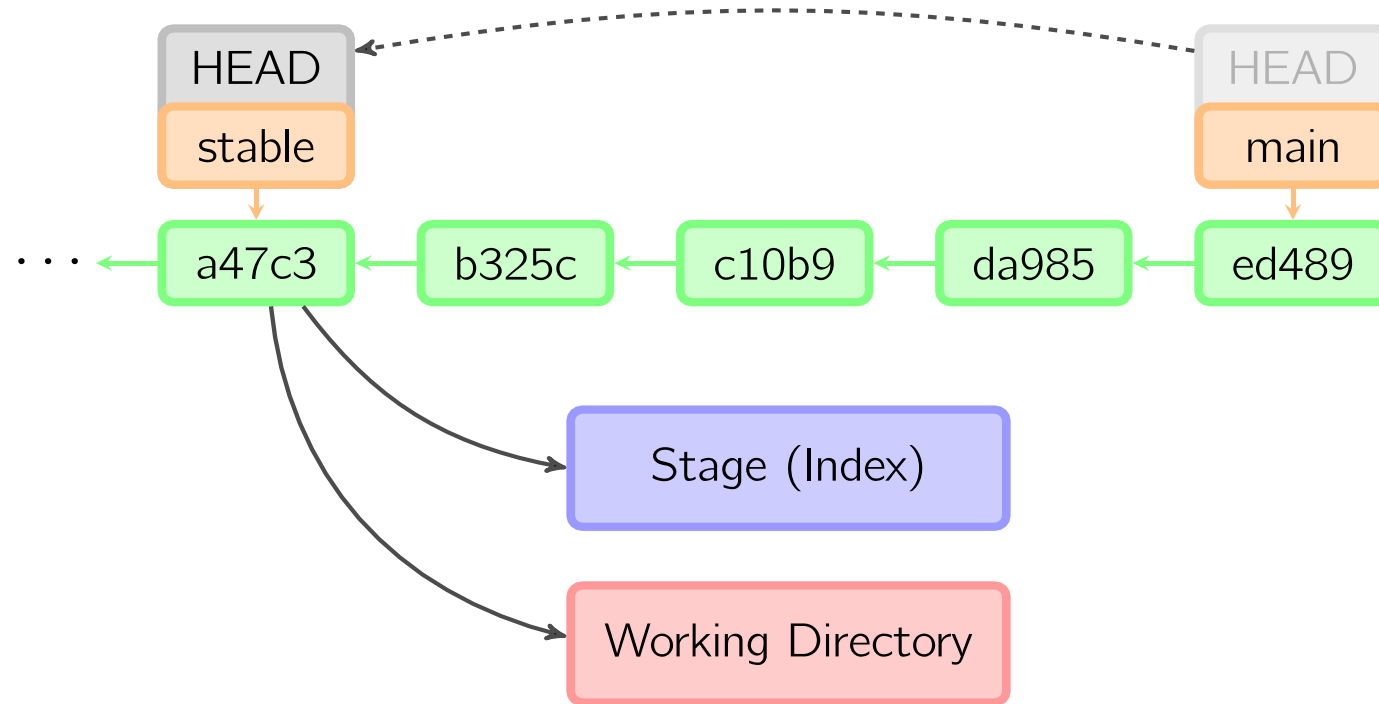 HEAD HEAD
stable main
... a47c3 b325c c10b9 da985 ed489
Stage (Index)
Working Directory